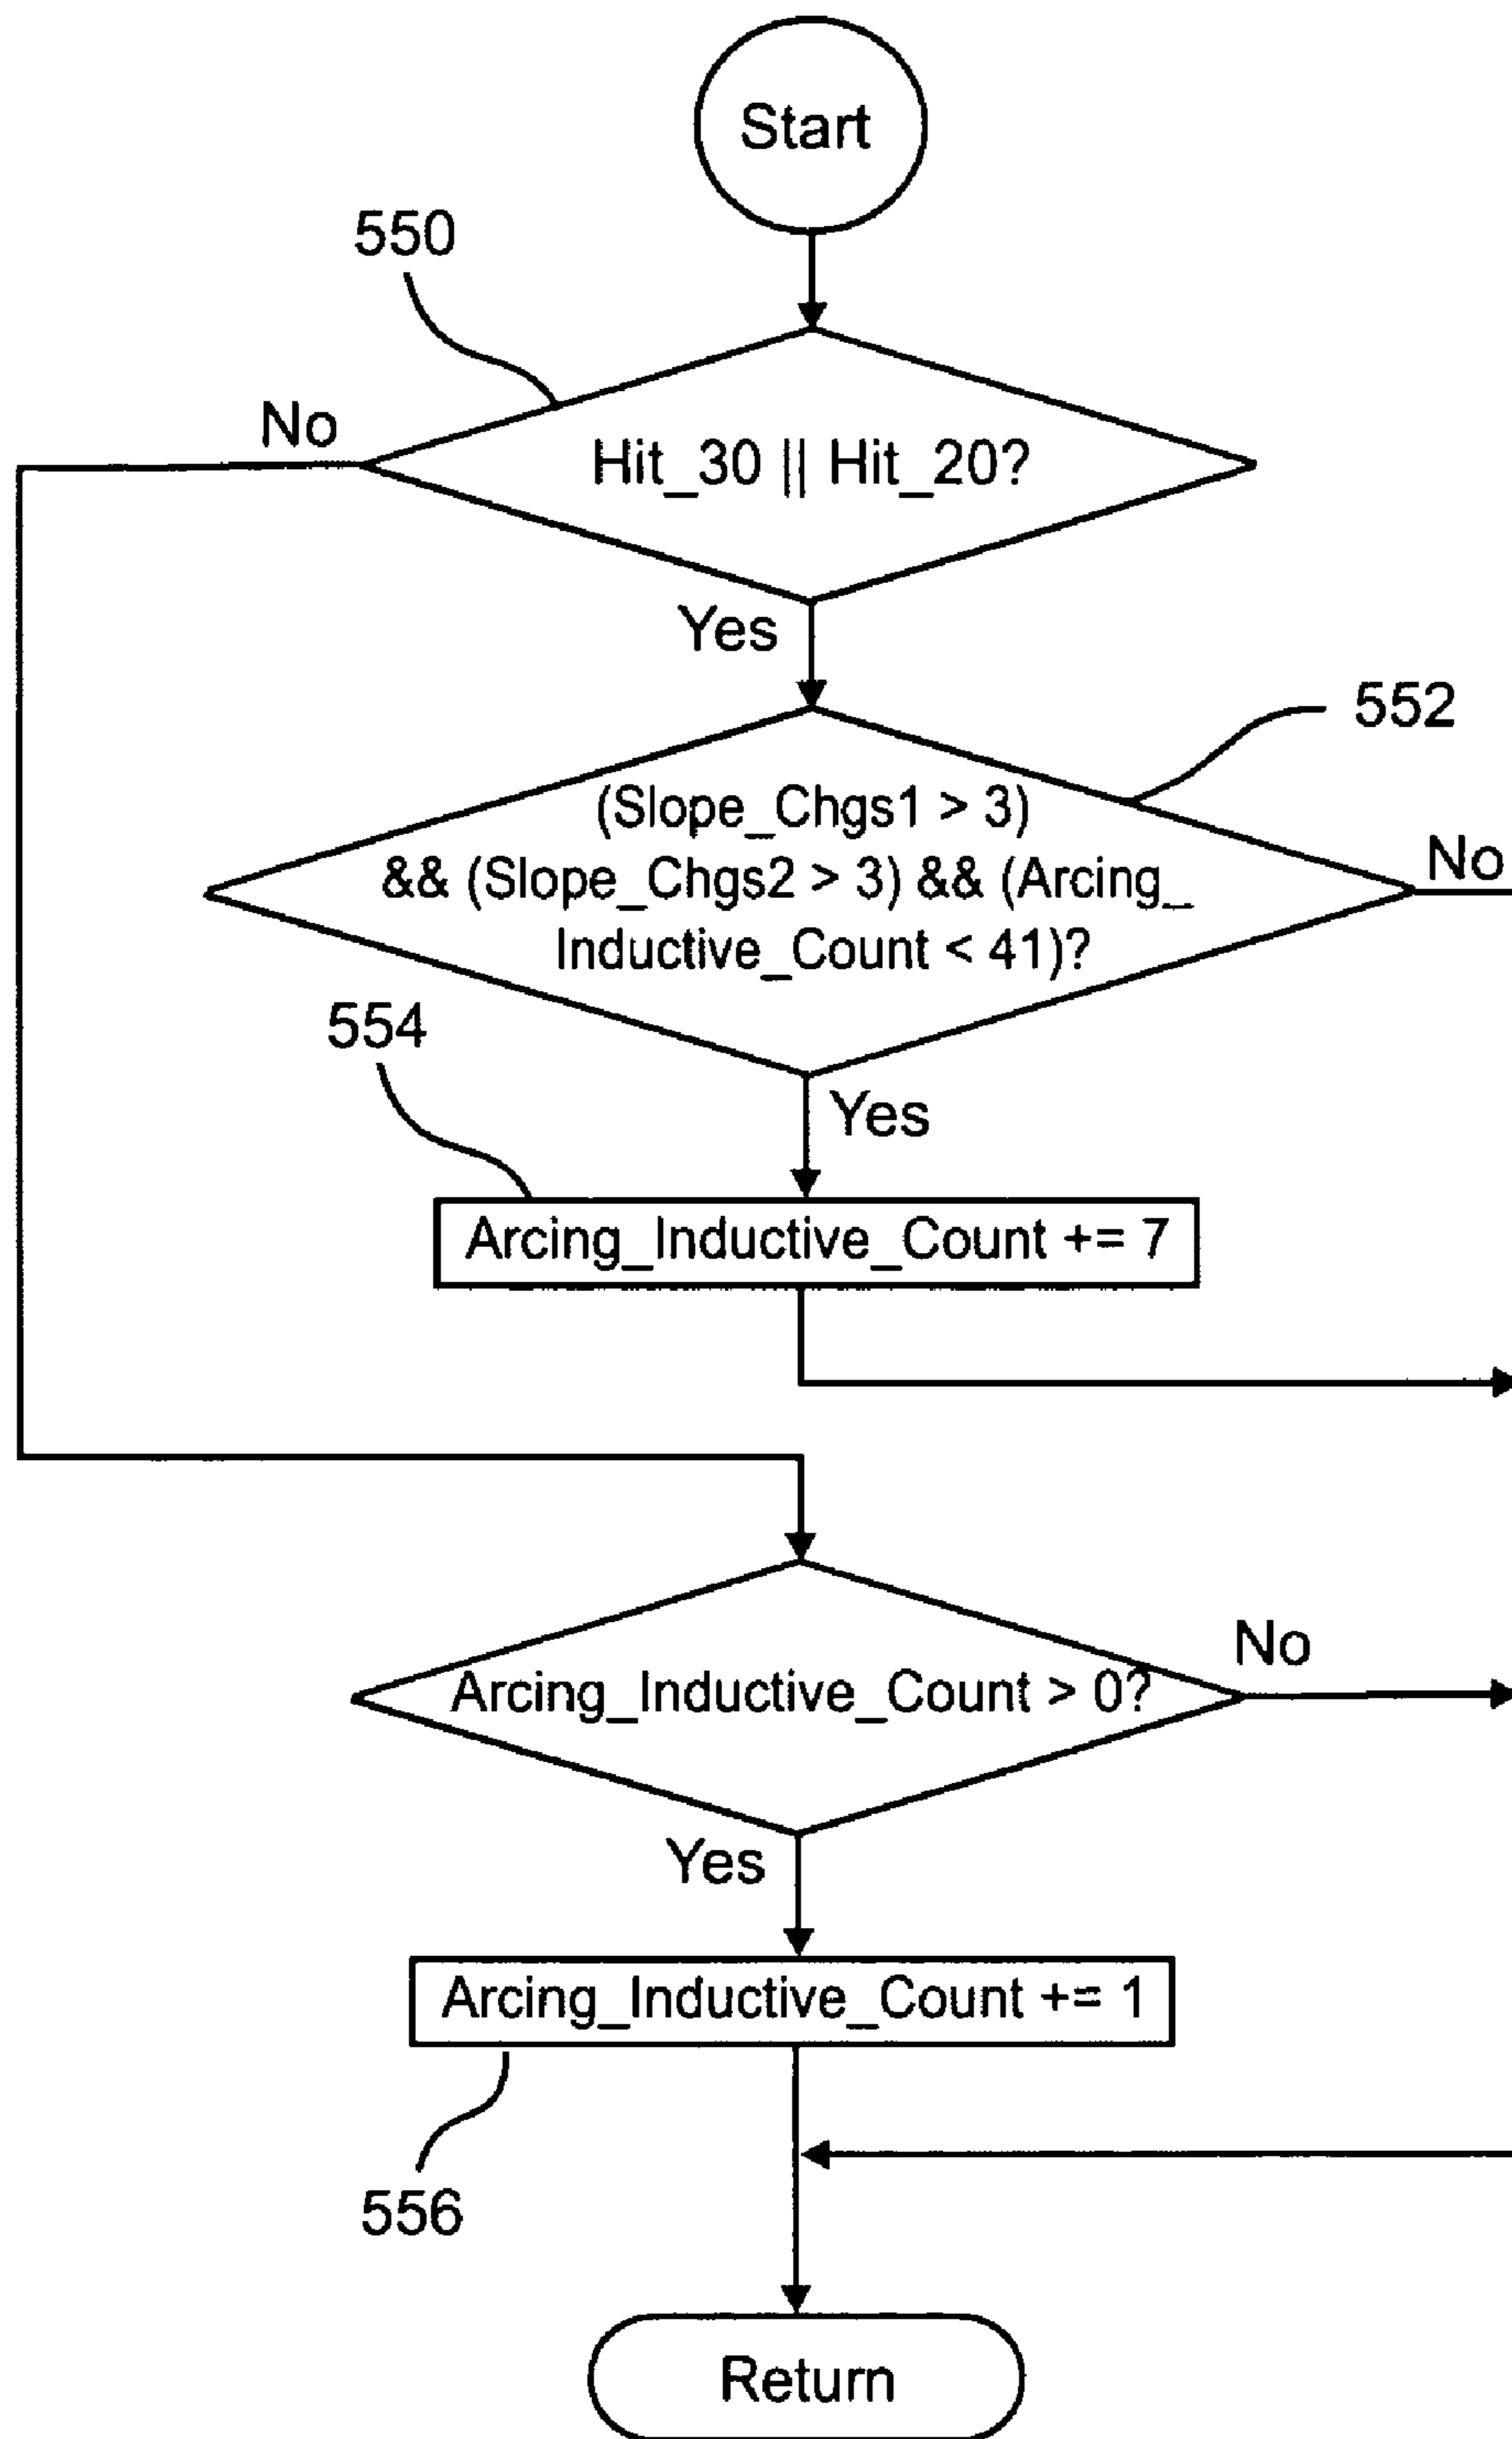 Start
550
No
Hit_30 || Hit_20?
Yes
552
(Slope_Chgs1 > 3)
&& (Slope_Chgs2 > 3) && (Arcing_
Inductive_Count < 41)?
No
554
Yes
Arcing_Inductive_Count += 7
Arcing_Inductive_Count > 0?
No
Yes
Arcing_Inductive_Count += 1
556
Return